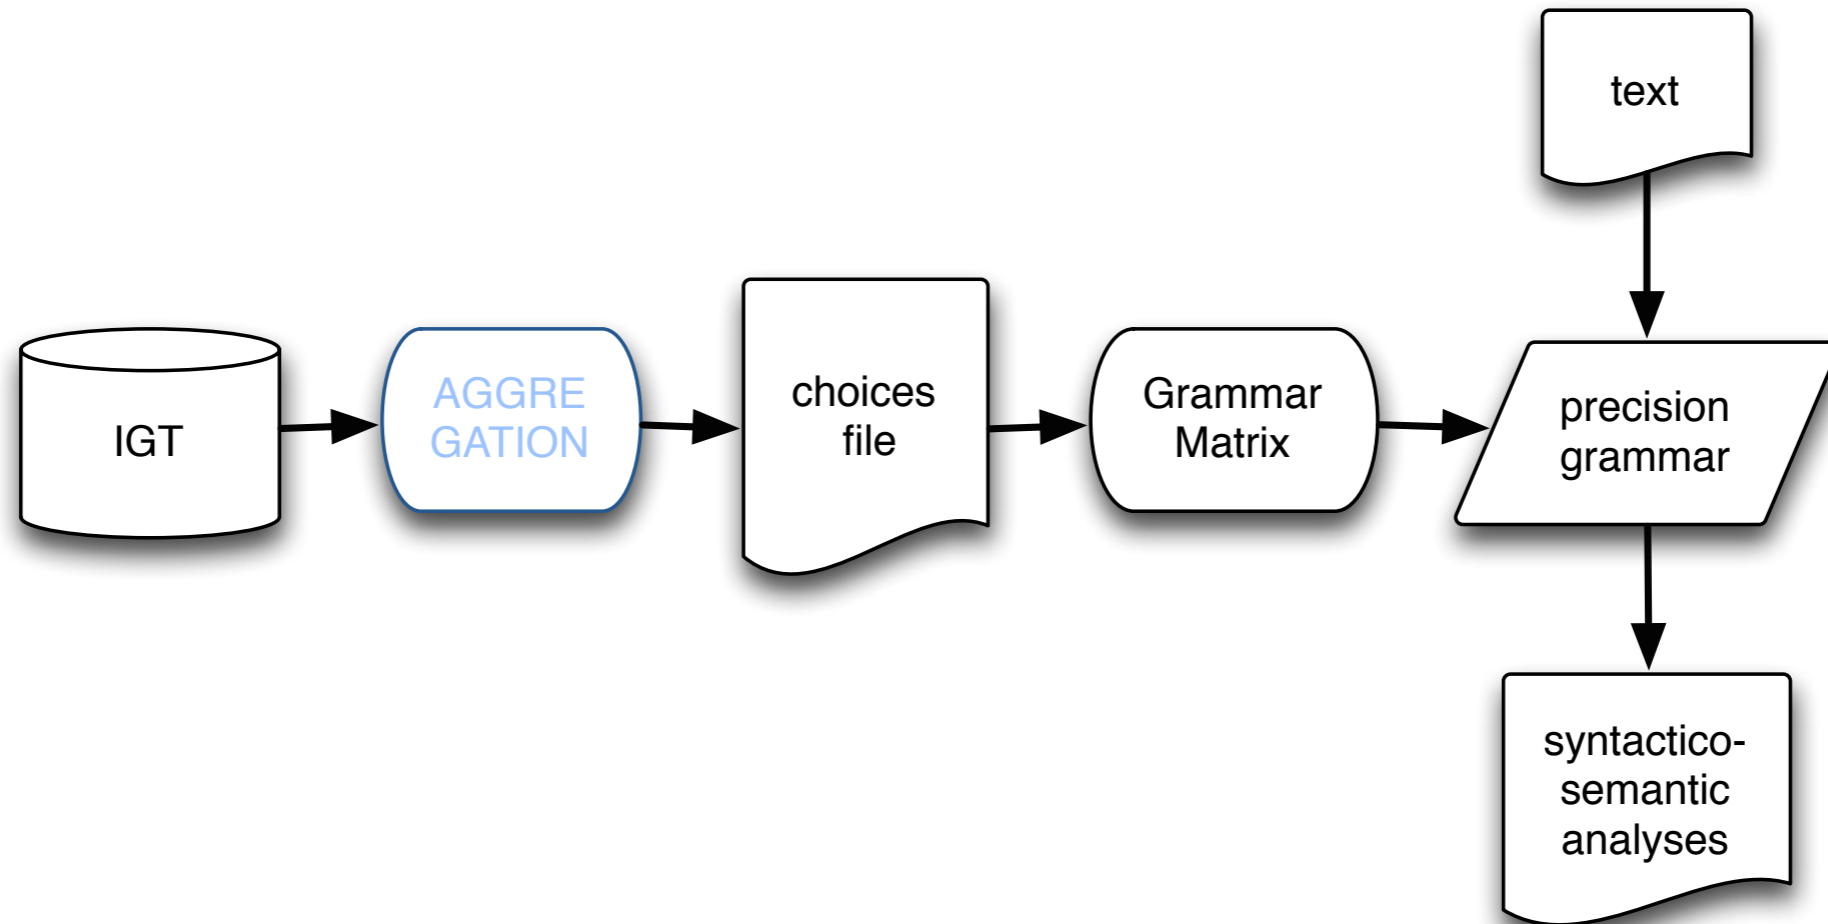 text
IGT
AGGRE
GATION
choices
file
Grammar
Matrix
precision
grammar
syntactico-
semantic
analyses